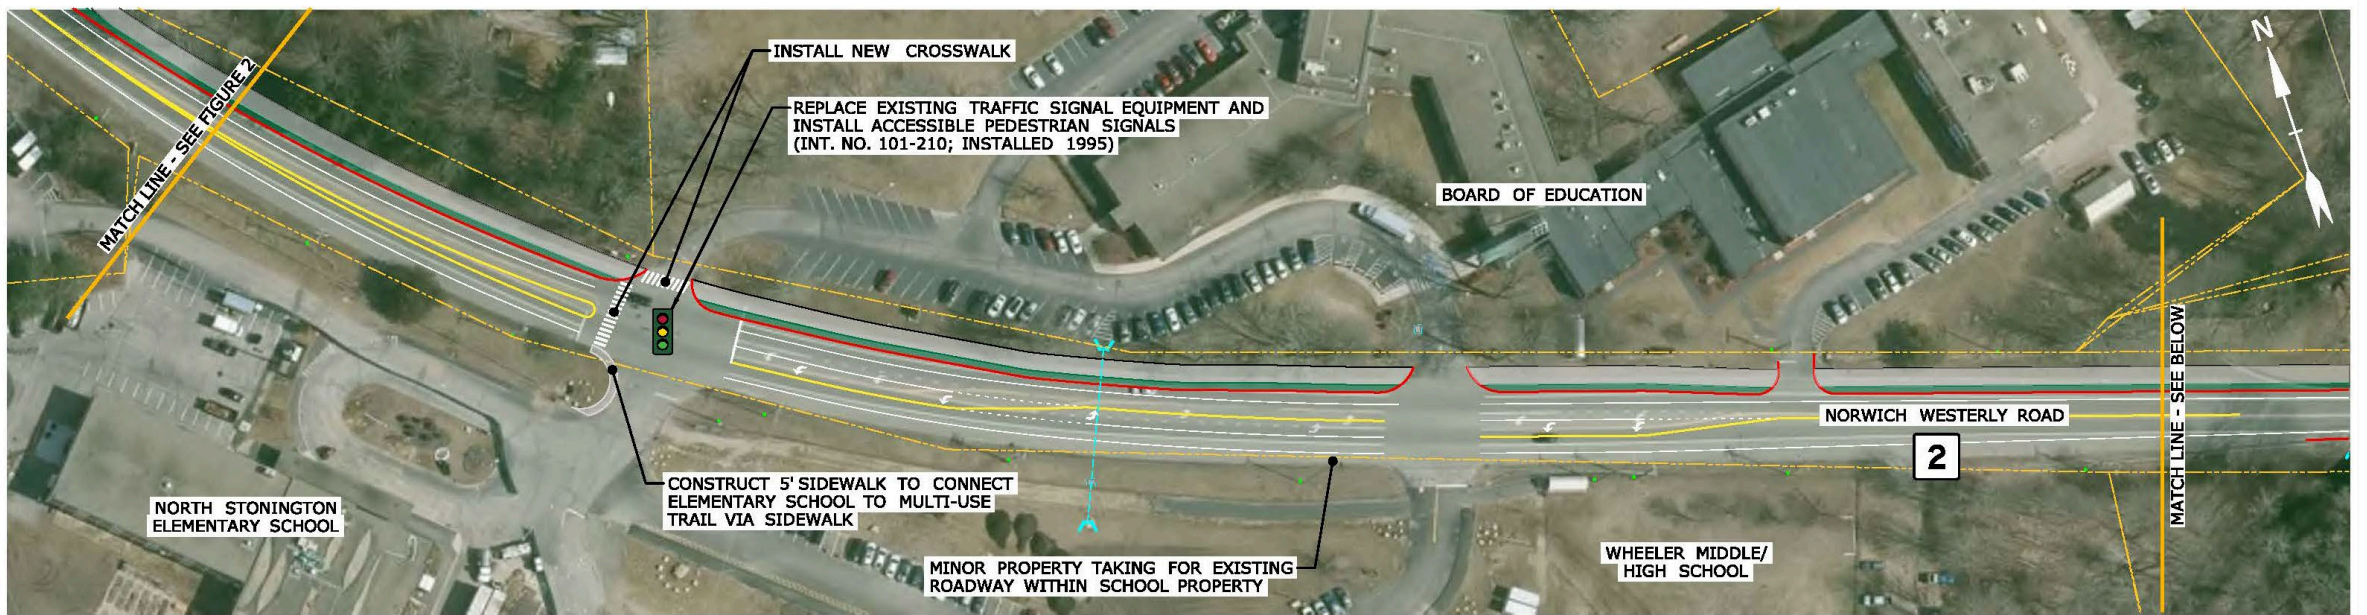 INSTALL NEW CROSSWALK
REPLACE EXISTING TRAFFIC SIGNAL EQUIPMENT AND
INSTALL ACCESSIBLE PEDESTRIAN SIGNALS
(INT. NO. 101-210; INSTALLED 1995)
MATCH LINE - SEE FIGURE 2
BOARD OF EDUCATION
N
NORWICH WESTERLY ROAD
2
MATCH LINE - SEE BELOW
CONSTRUCT 5' SIDEWALK TO CONNECT
ELEMENTARY SCHOOL TO MULTI-USE
TRAIL VIA SIDEWALK
NORTH STONINGTON
ELEMENTARY SCHOOL
MINOR PROPERTY TAKING FOR EXISTING
ROADWAY WITHIN SCHOOL PROPERTY
WHEELER MIDDLE/
HIGH SCHOOL